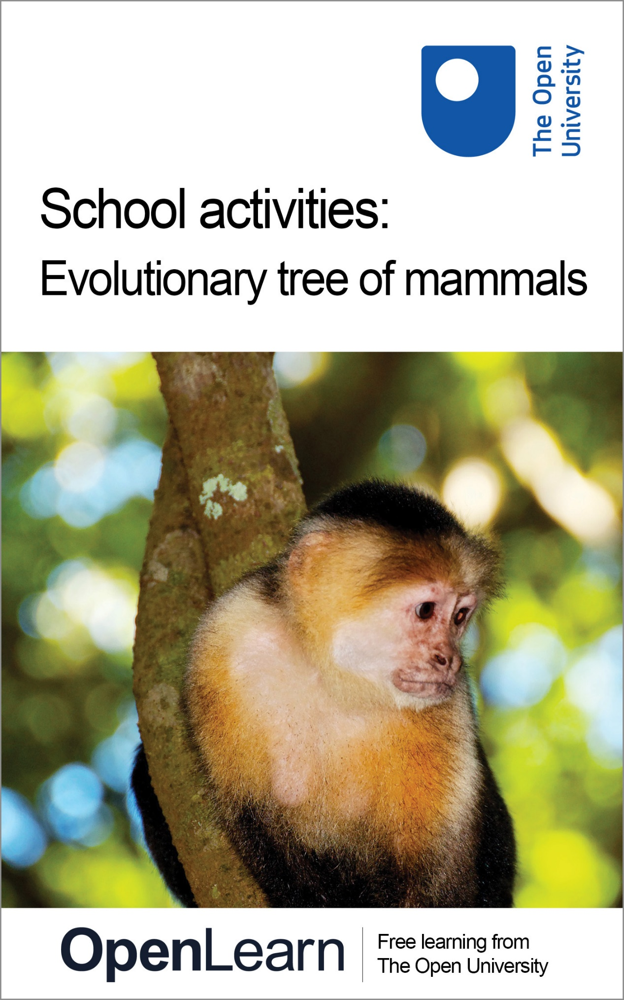 The Open
University
School activities:
Evolutionary tree of mammals
OpenLearn
Free learning from
The Open University